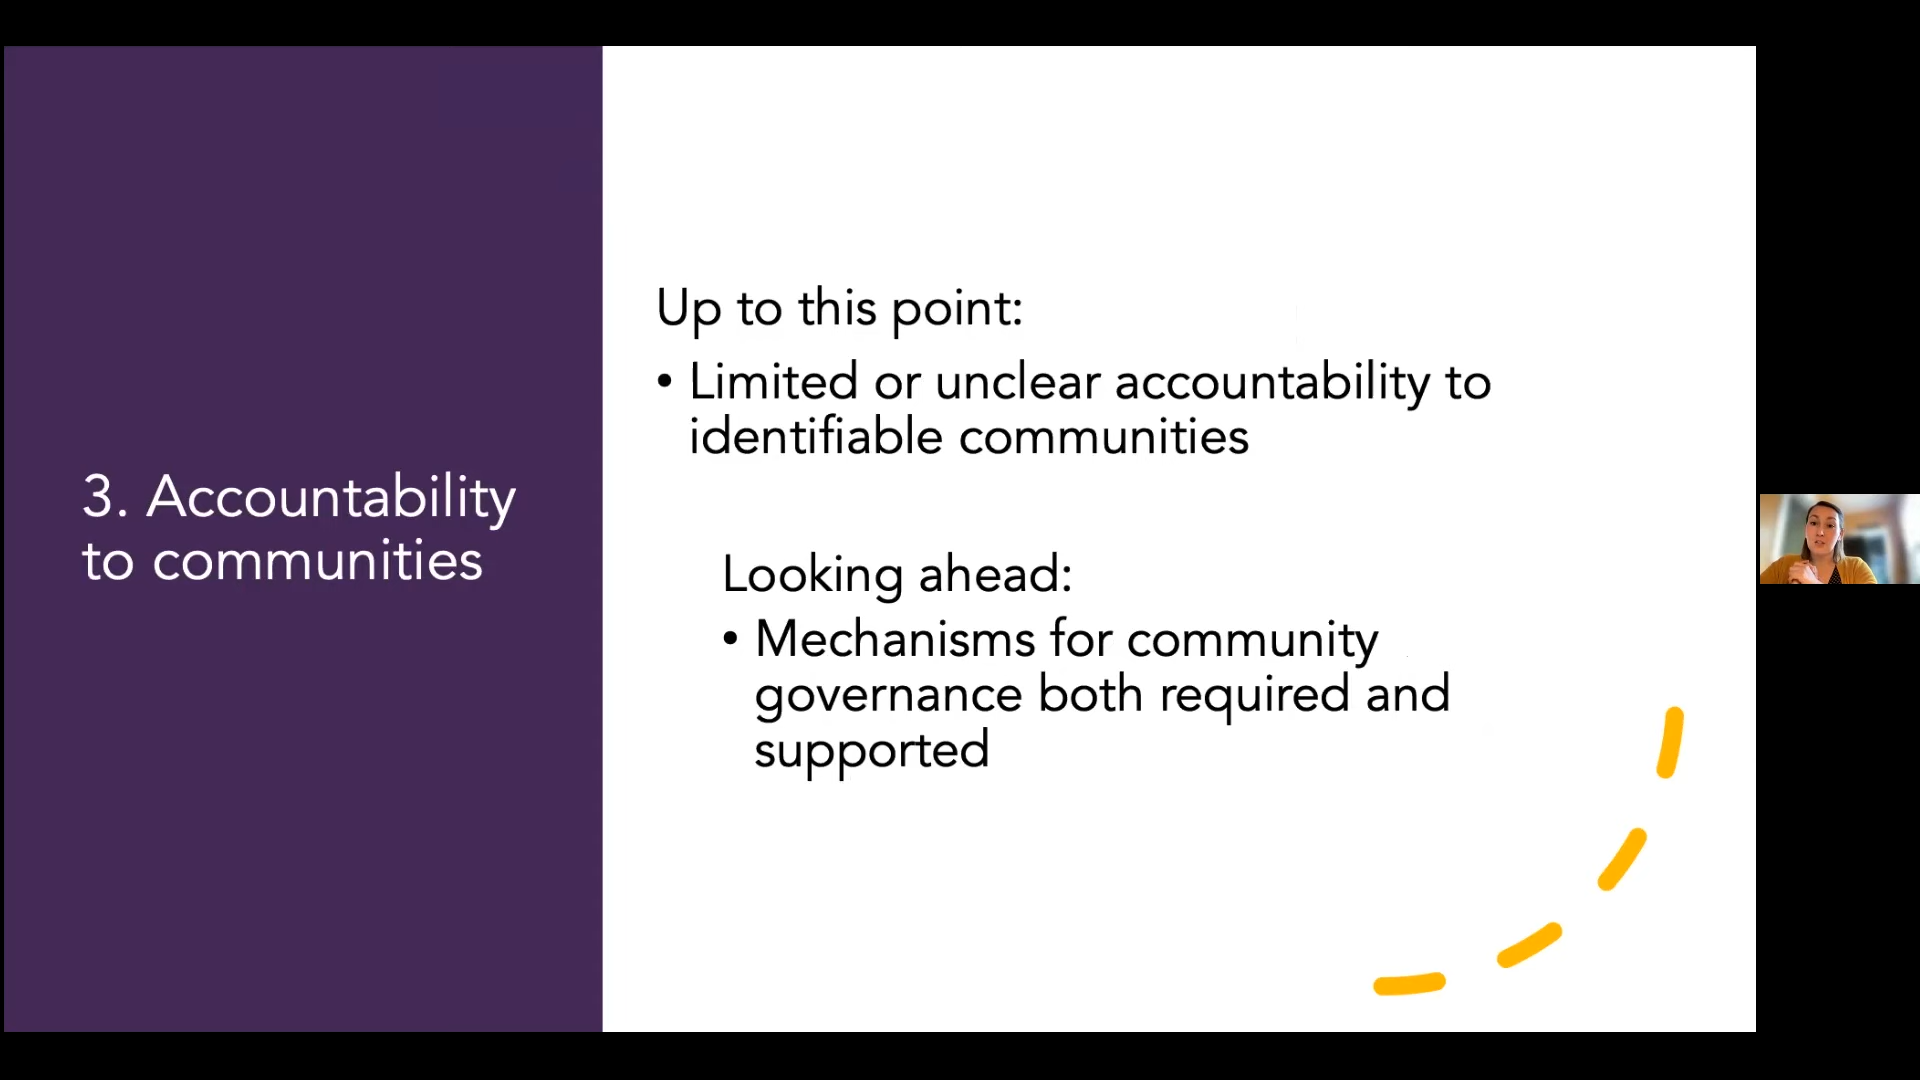 3. Accountability
to communities
Up to this point:
• Limited or unclear accountability to
identifiable communities
Looking ahead:
• Mechanisms for community
governance both required and
supported